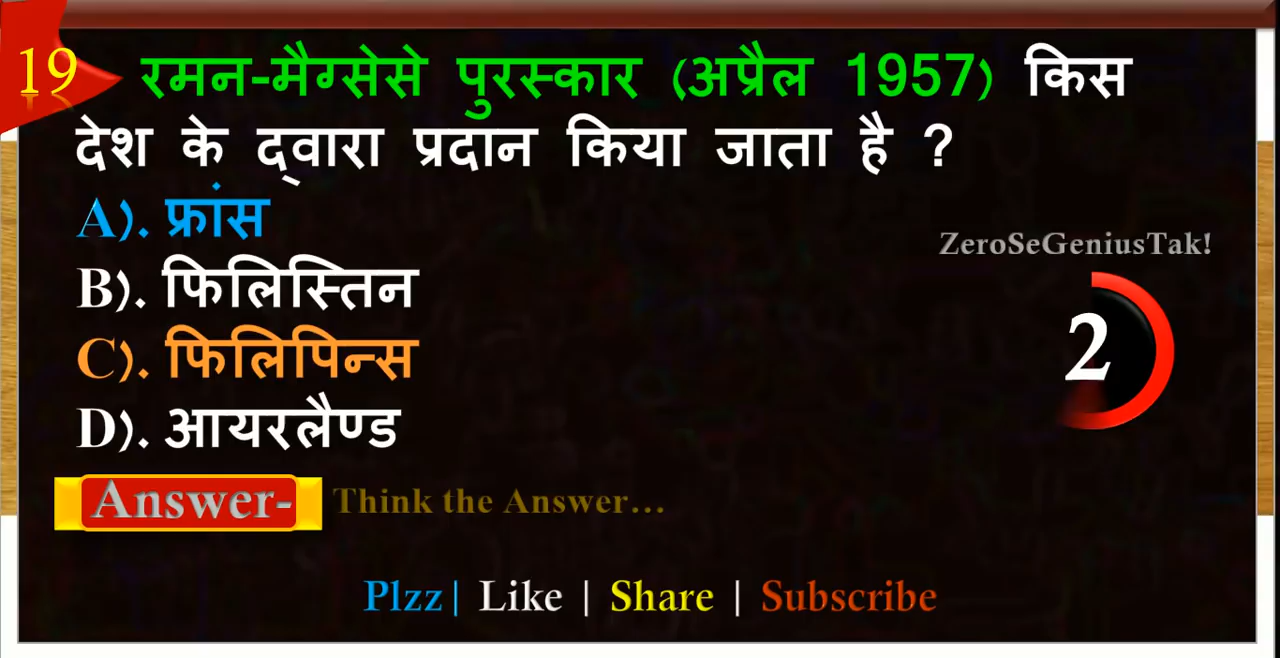 19
रमन-मैग्सेसे पुरस्कार (अप्रैल 1957) किस
देश के द्वारा प्रदान किया जाता है ?
A). फ्रांस
ZeroSeGeniusTak!
B). फिलिस्तिन
2
C). फिलिपिन्स
D). आयरलैण्ड
Answer- Think the Answer...
Plzz| Like | Share | Subscribe